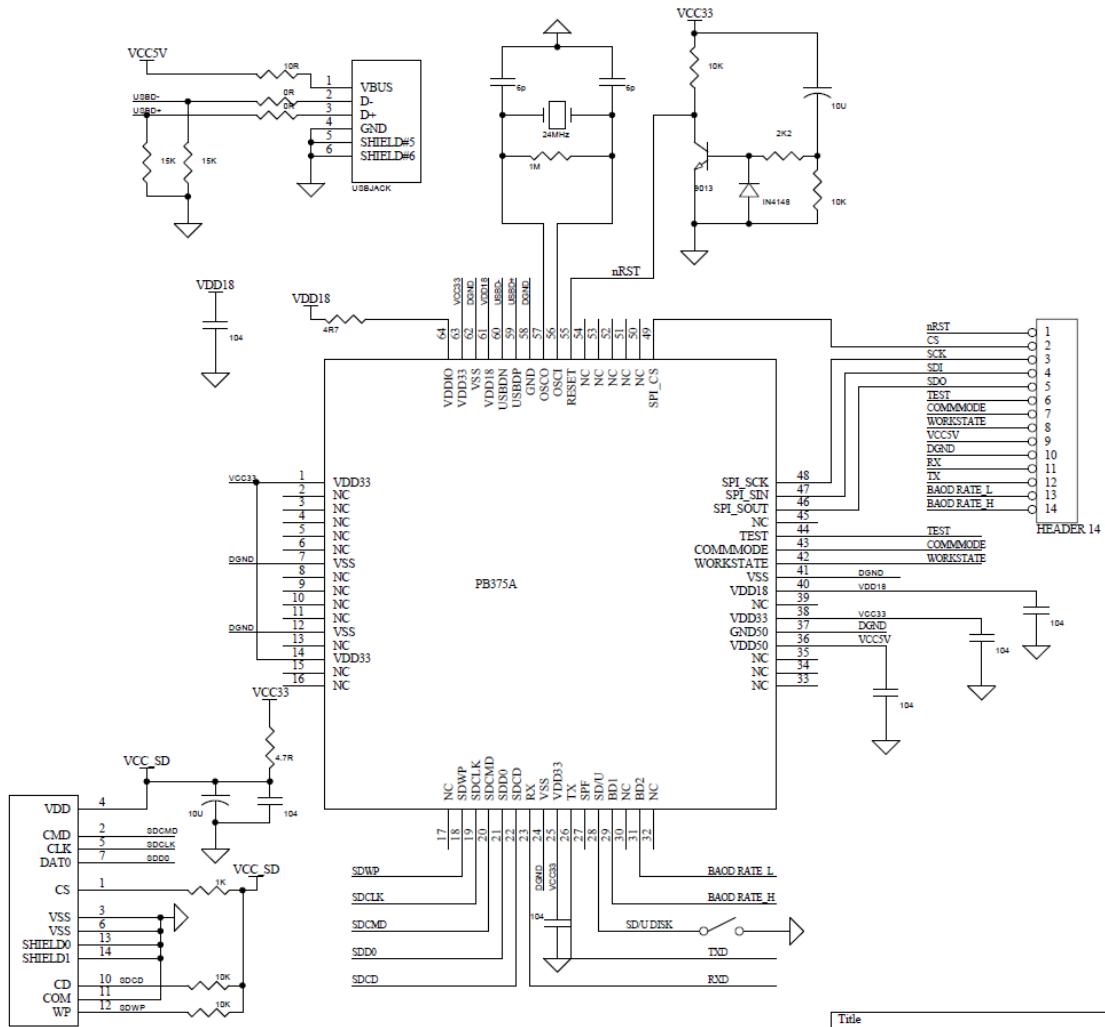 VCC5V
10R
USBD-
0R
USBD+
0R
15K
15K
1 VBUS
2 D-
3 D+
4 GND
5 SHIELD#5
6 SHIELD#6
USBJACK
6p
6p
24MHz
1M
VCC33
10K
10U
2K2
9013
IN4148
10K
nRST
VDD18
104
VDD18
4R7
VCC33
DGND
VDD18
USBD-
USBD+
DGND
64 VDDIO
63 VDD33
62 VSS
61 VDD18
60 USBDN
59 USBDP
58 GND
57 OSCO
56 OSCI
55 RESET
54 NC
53 NC
52 NC
51 NC
50 NC
49 SPI_CS
nRST 1
CS 2
SCK 3
SDI 4
SDO 5
TEST 6
COMMMODE 7
WORKSTATE 8
VCC5V 9
DGND 10
RX 11
TX 12
BAOD RATE_L 13
BAOD RATE_H 14
HEADER 14
VCC33 1 VDD33
2 NC
3 NC
4 NC
5 NC
6 NC
DGND 7 VSS
8 NC
9 NC
10 NC
11 NC
DGND 12 VSS
13 NC
14 VDD33
15 NC
16 NC
PB375A
SPI_SCK 48
SPI_SIN 47
SPI_SOUT 46
NC 45
TEST 44 TEST
COMMMODE 43 COMMMODE
WORKSTATE 42 WORKSTATE
VSS 41 DGND
VDD18 40 VDD18
NC 39
VDD33 38 VCC33
GND50 37 DGND
VDD50 36 VCC5V
NC 35
NC 34
NC 33
104
104
104
VCC33
4.7R
VCC_SD
10U
104
VDD 4
CMD 2 SDCMD
CLK 5 SDCLK
DAT0 7 SDD0
CS 1
1K
VCC_SD
VSS 3
VSS 6
SHIELD0 13
SHIELD1 14
CD 10 SDCD
10K
COM 11
WP 12 SDWP
10K
NC 17
SDWP 18
SDCLK 19
SDCMD 20
SDD0 21
SDCD 22
RX 23
VSS 24
VDD33 25
TX 26
SPF 27
SD/U 28
BD1 29
NC 30
BD2 31
NC 32
DGND
VCC33
104
SDWP
SDCLK
SDCMD
SDD0
SDCD
BAOD RATE_L
BAOD RATE_H
SD/U DISK
TXD
RXD
Title